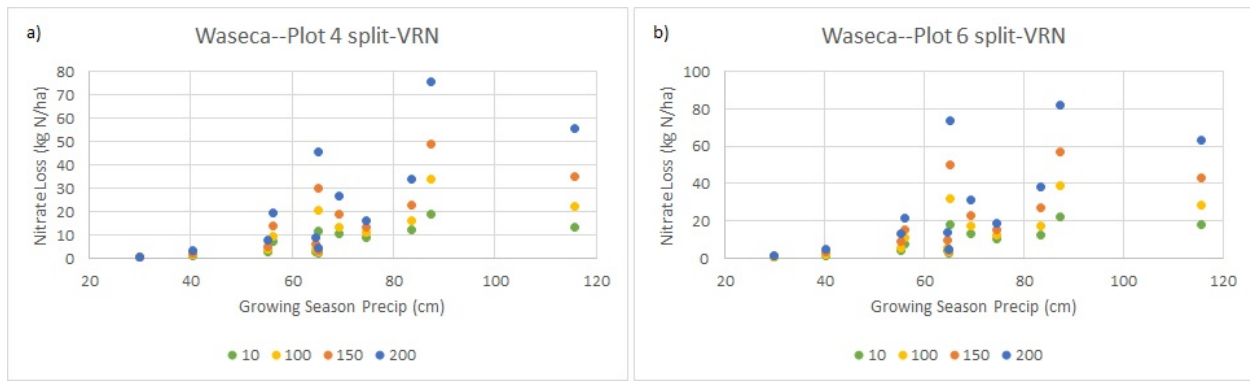 a)
Waseca--Plot 4 split-VRN
Nitrate Loss (kg N/ha)
80
70
60
50
40
30
20
10
0
20 40 60 80 100 120
Growing Season Precip (cm)
10 100 150 200
b)
Waseca--Plot 6 split-VRN
Nitrate Loss (kg N/ha)
100
80
60
40
20
0
20 40 60 80 100 120
Growing Season Precip (cm)
10 100 150 200